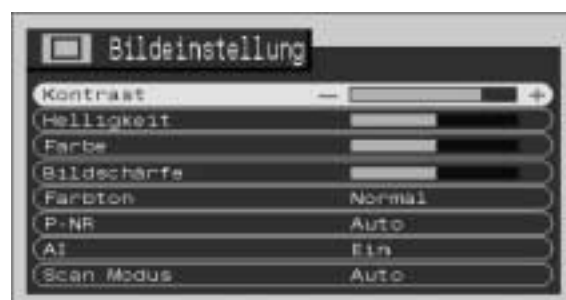 Bildeinstellung
Kontrast – +
Helligkeit
Farbe
Bildschärfe
Farbton Normal
P-NR Auto
AI Ein
Scan Modus Auto